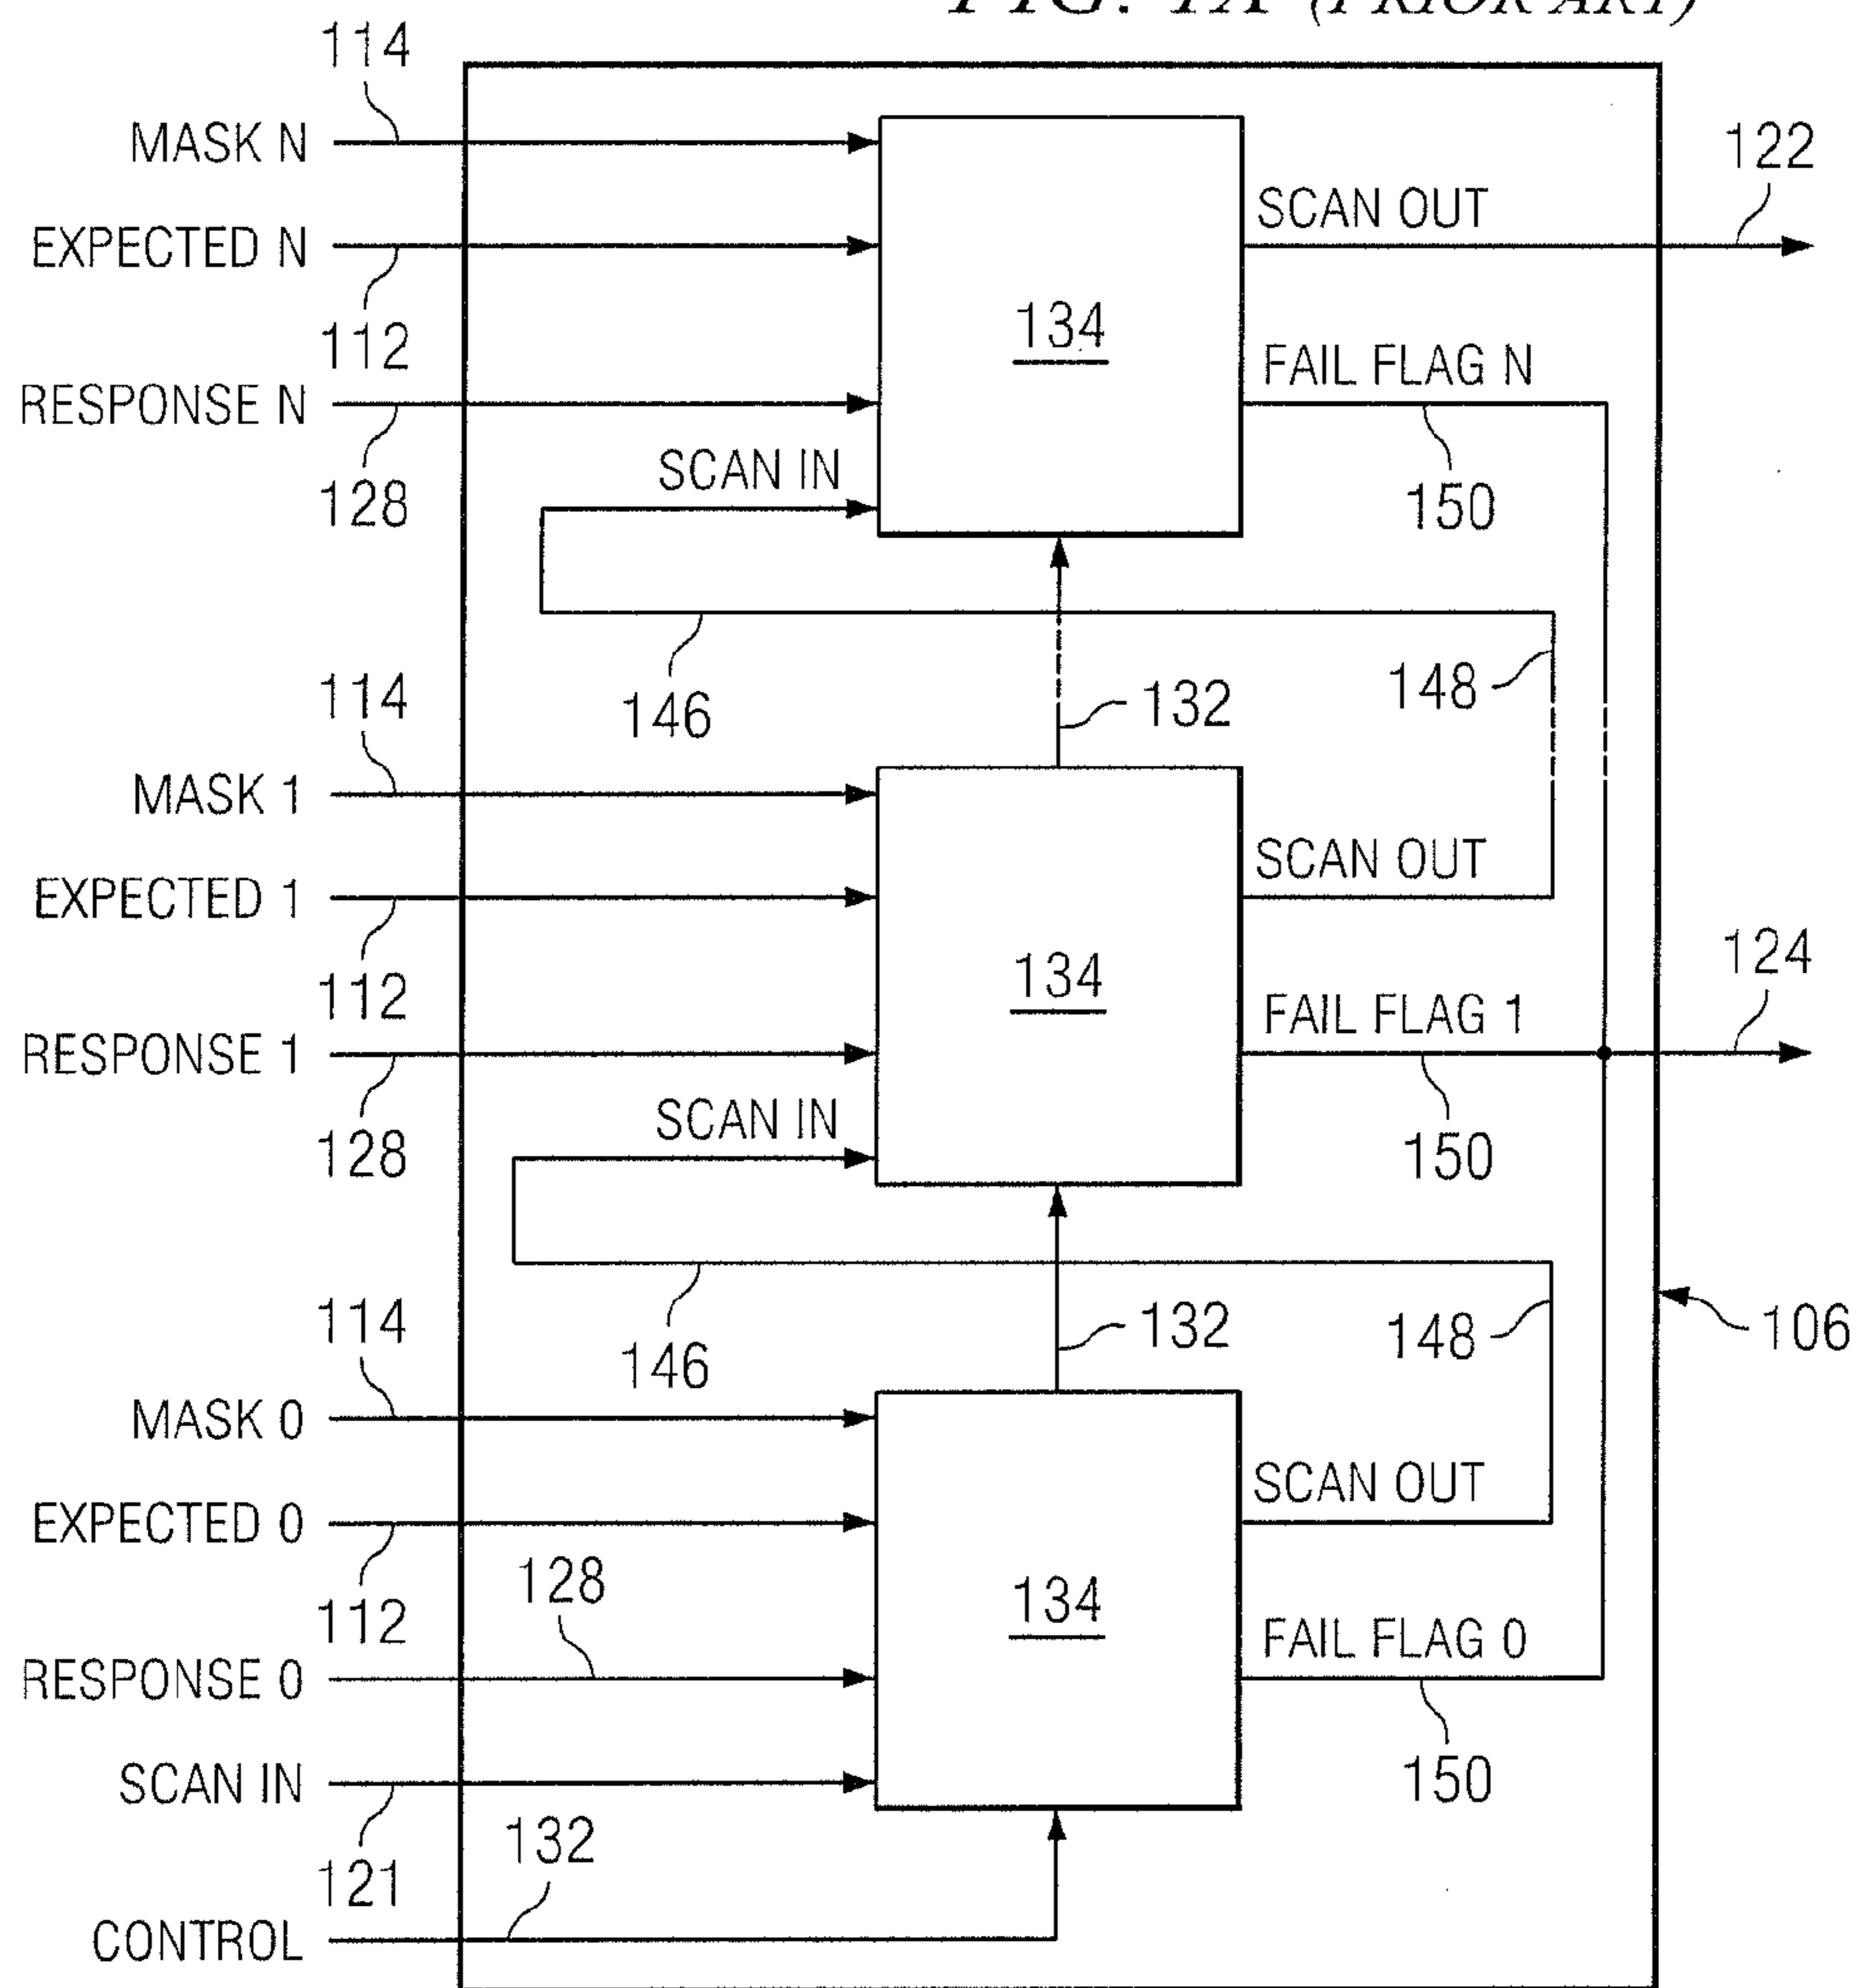 (PRIOR ART)
114
MASK N
122
SCAN OUT
EXPECTED N
134
112
FAIL FLAG N
RESPONSE N
SCAN IN
128
150
114
146
132
148
MASK 1
SCAN OUT
EXPECTED 1
134
124
112
FAIL FLAG 1
RESPONSE 1
SCAN IN
128
150
114
146
132
148
106
MASK 0
SCAN OUT
EXPECTED 0
128
134
112
FAIL FLAG 0
RESPONSE 0
SCAN IN
150
121
132
CONTROL